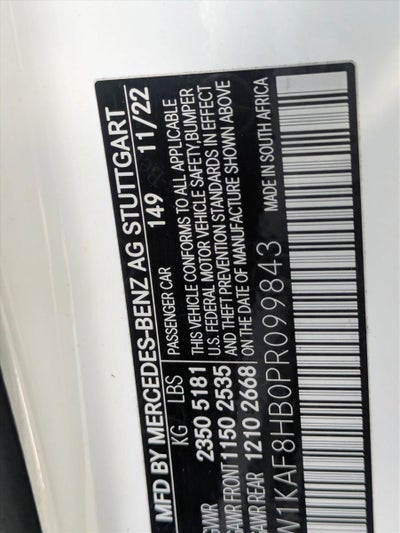 MFD BY MERCEDES-BENZ AG STUTTGART
149 11/22
KG LBS
PASSENGER CAR
GVWR 2350 5181
GAWR FRONT 1150 2535
GAWR REAR 1210 2668
THIS VEHICLE CONFORMS TO ALL APPLICABLE
U.S. FEDERAL MOTOR VEHICLE SAFETY,BUMPER
AND THEFT PREVENTION STANDARDS IN EFFECT
ON THE DATE OF MANUFACTURE SHOWN ABOVE
W1KAF8HB0PR099843
MADE IN SOUTH AFRICA